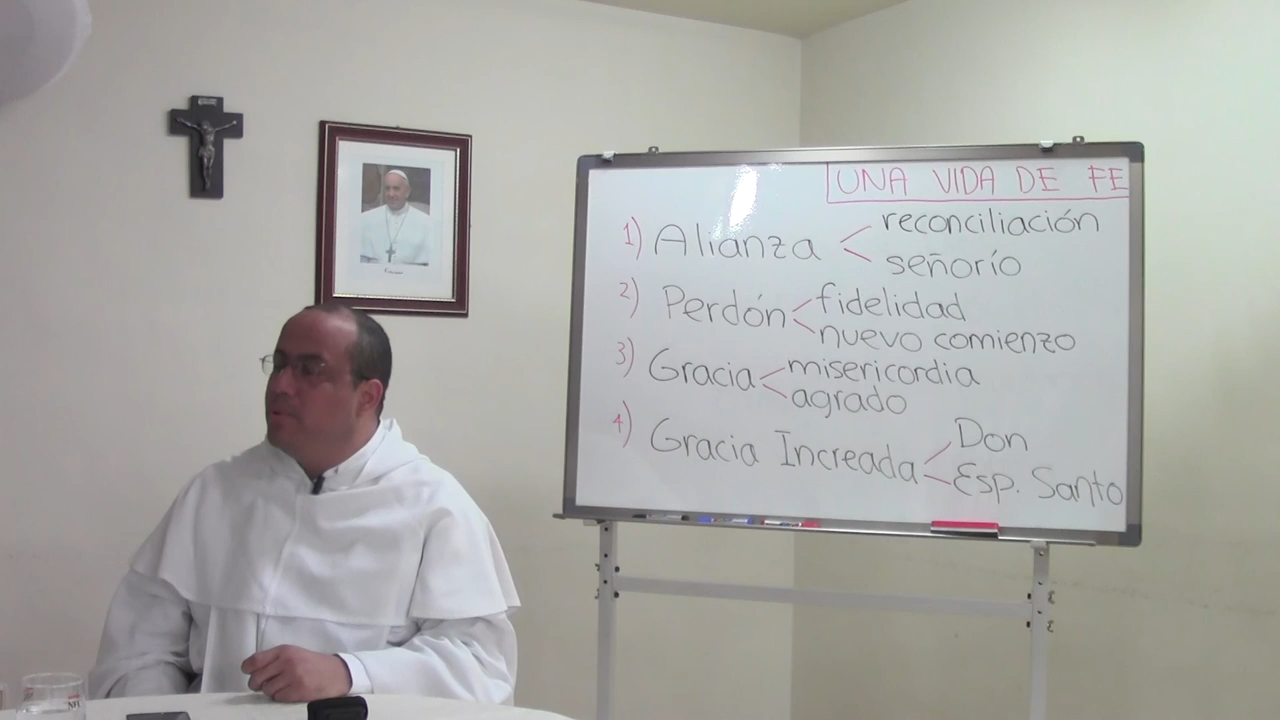 UNA VIDA DE FE
1) Alianza < reconciliación
señorío
2) Perdón < fidelidad
nuevo comienzo
3) Gracia < misericordia
agrado
4) Gracia Increada < Don
Esp. Santo